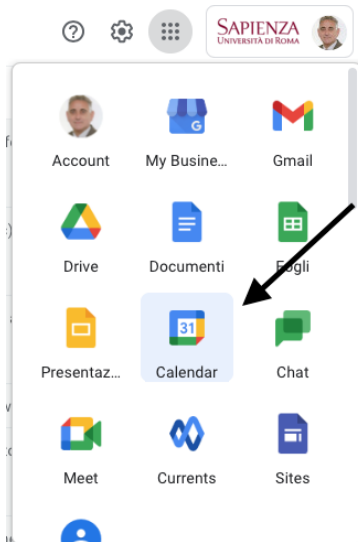 SAPIENZA
UNIVERSITÀ DI ROMA
Account
My Busine...
G
Gmail
Drive
Documenti
Fogli
31
Presentaz...
Calendar
Chat
Meet
Currents
Sites